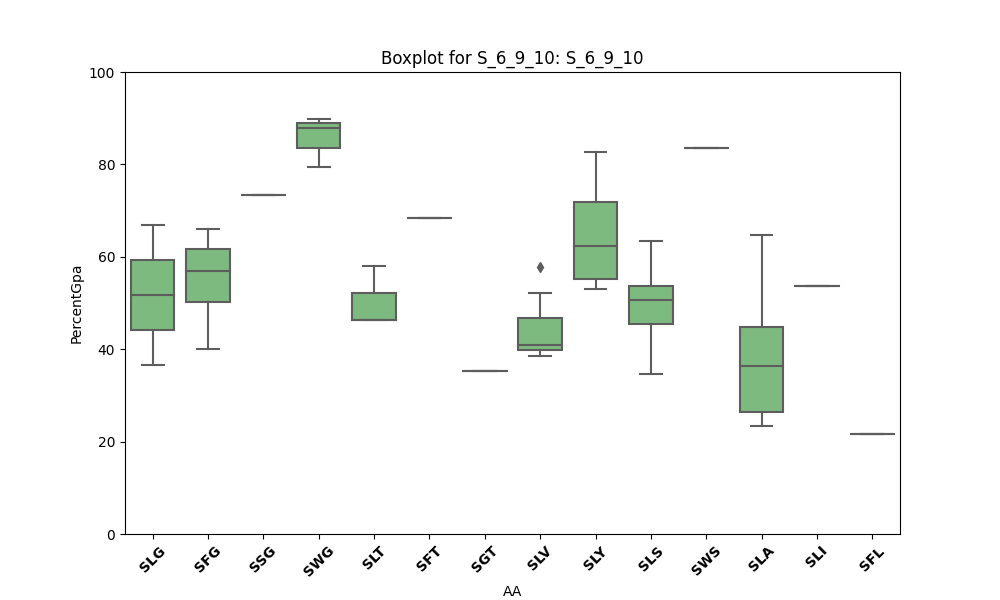 Boxplot for S_6_9_10: S_6_9_10
100
80
60
40
20
0
PercentGpa
SLG SFG SSG SWG SLT SFT SGT SLV SLY SLS SWS SLA SLI SFL
AA